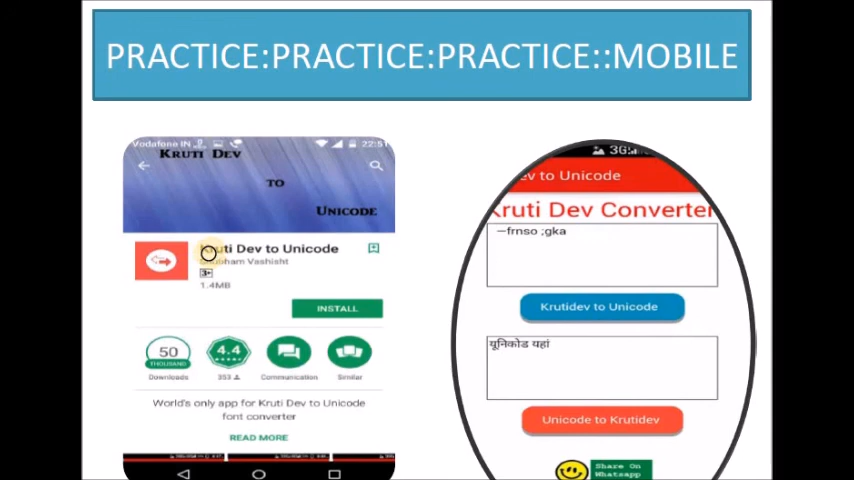 PRACTICE:PRACTICE:PRACTICE::MOBILE
Vodafone IN
22:51
KRUTI DEV
TO
UNICODE
Kruti Dev to Unicode
Shubham Vashisht
3+
1.4MB
INSTALL
50
THOUSAND
Downloads
4.4
353
Communication
Similar
World's only app for Kruti Dev to Unicode
font converter
READ MORE
3G
dev to Unicode
Kruti Dev Converter
—frnso ;gka
Krutidev to Unicode
यूनिकोड यहां
Unicode to Krutidev
Share On
Whatsapp